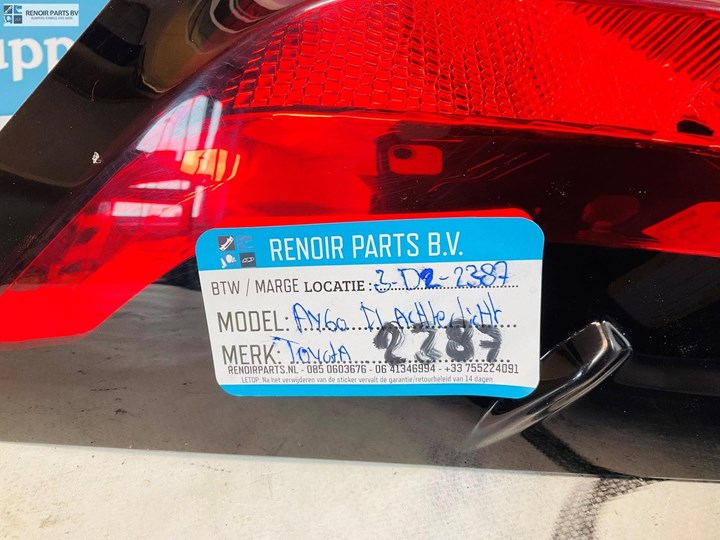 RENOIR PARTS BV
upp
RENOIR PARTS B.V.
BTW / MARGE LOCATIE : 3-D2-2387
MODEL: AYGO Achterlicht
MERK: TOYOTA 2387
RENOIRPARTS.NL - 085 0603676 - 06 41346994 - +33 755224091
LETOP: Na het verwijderen van de sticker vervalt de garantie/retourbeleid van 14 dagen